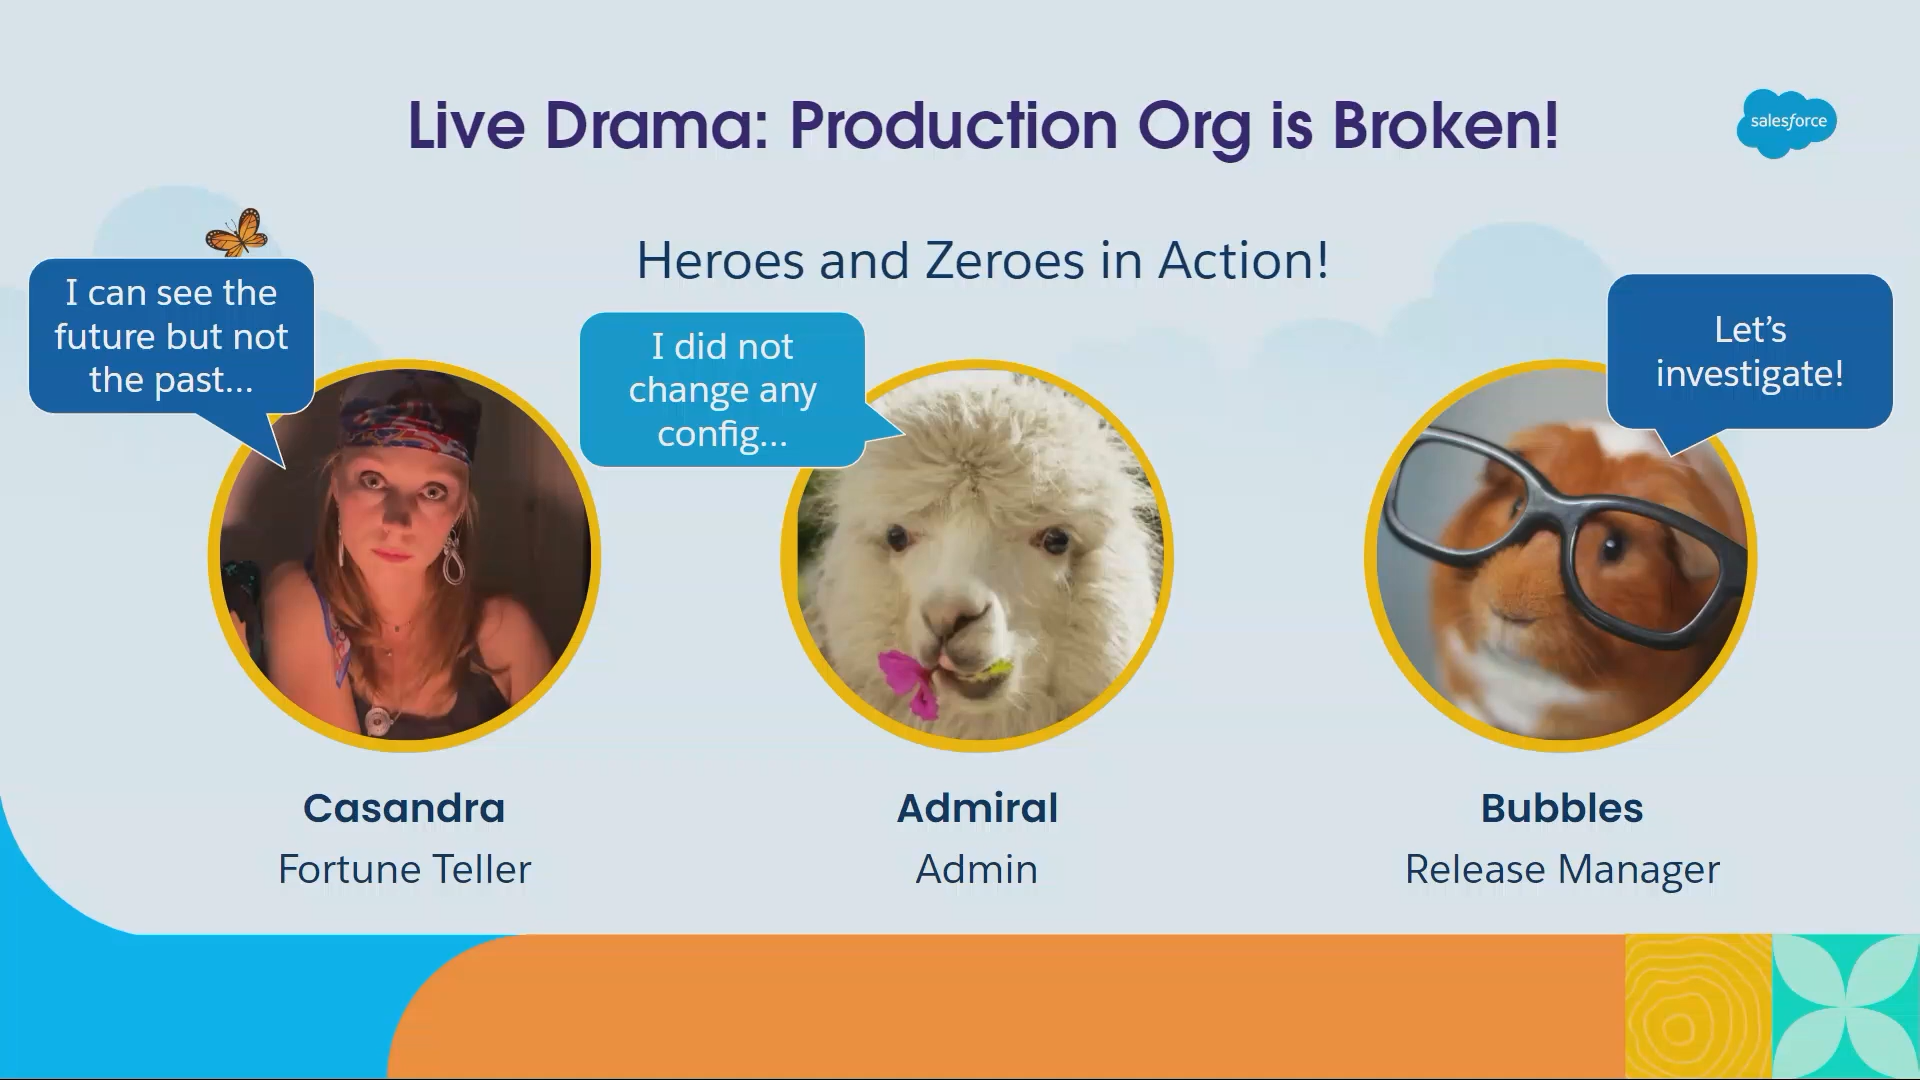 Live Drama: Production Org is Broken!
salesforce
Heroes and Zeroes in Action!
I can see the
future but not
the past...
I did not
change any
config...
Let's
investigate!
Casandra
Fortune Teller
Admiral
Admin
Bubbles
Release Manager